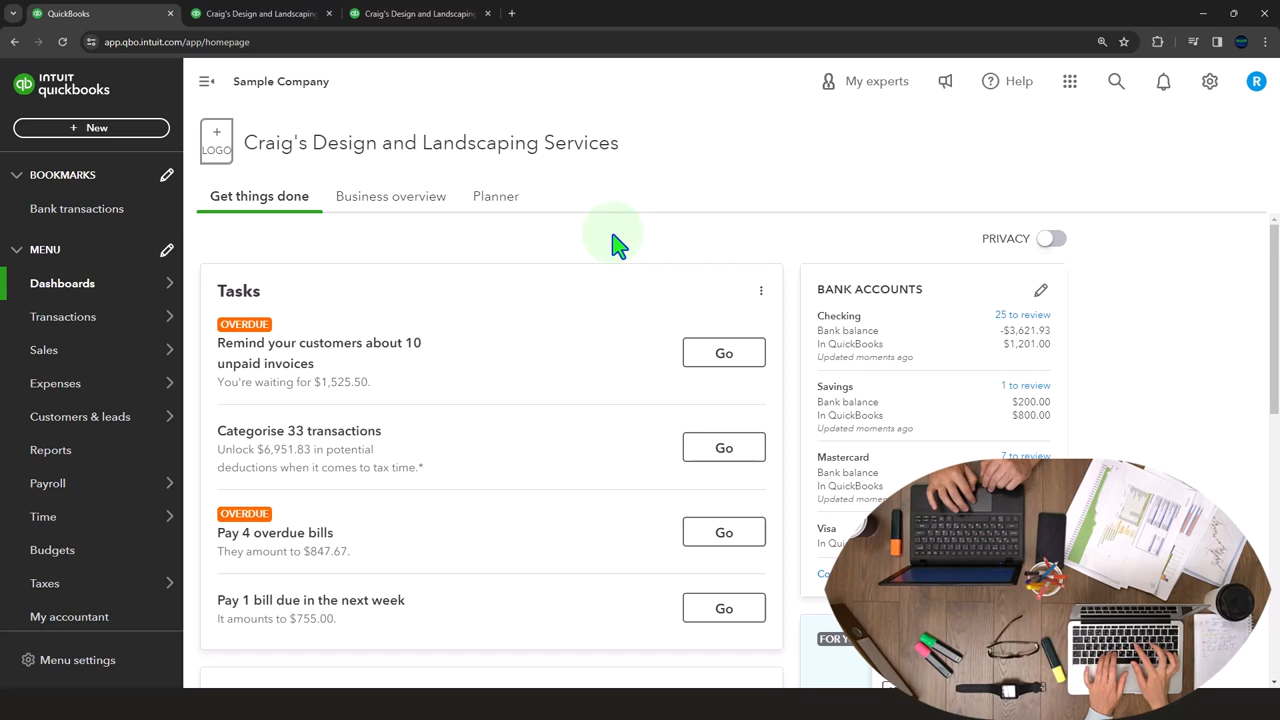 QuickBooks
Craig's Design and Landscaping
Craig's Design and Landscaping
app.qbo.intuit.com/app/homepage
INTUIT
quickbooks
qb
+ New
BOOKMARKS
Bank transactions
MENU
Dashboards
Transactions
Sales
Expenses
Customers & leads
Reports
Payroll
Time
Budgets
Taxes
My accountant
Menu settings
Sample Company
My experts
Help
R
+
LOGO
Craig's Design and Landscaping Services
Get things done
Business overview
Planner
PRIVACY
Tasks
OVERDUE
Remind your customers about 10
unpaid invoices
You're waiting for $1,525.50.
Go
Categorise 33 transactions
Unlock $6,951.83 in potential
deductions when it comes to tax time.*
Go
OVERDUE
Pay 4 overdue bills
They amount to $847.67.
Go
Pay 1 bill due in the next week
It amounts to $755.00.
Go
BANK ACCOUNTS
Checking 25 to review
Bank balance -$3,621.93
In QuickBooks $1,201.00
Updated moments ago
Savings 1 to review
Bank balance $200.00
In QuickBooks $800.00
Updated moments ago
Mastercard 7 to review
Bank balance
In QuickBooks
Updated
Visa
FOR